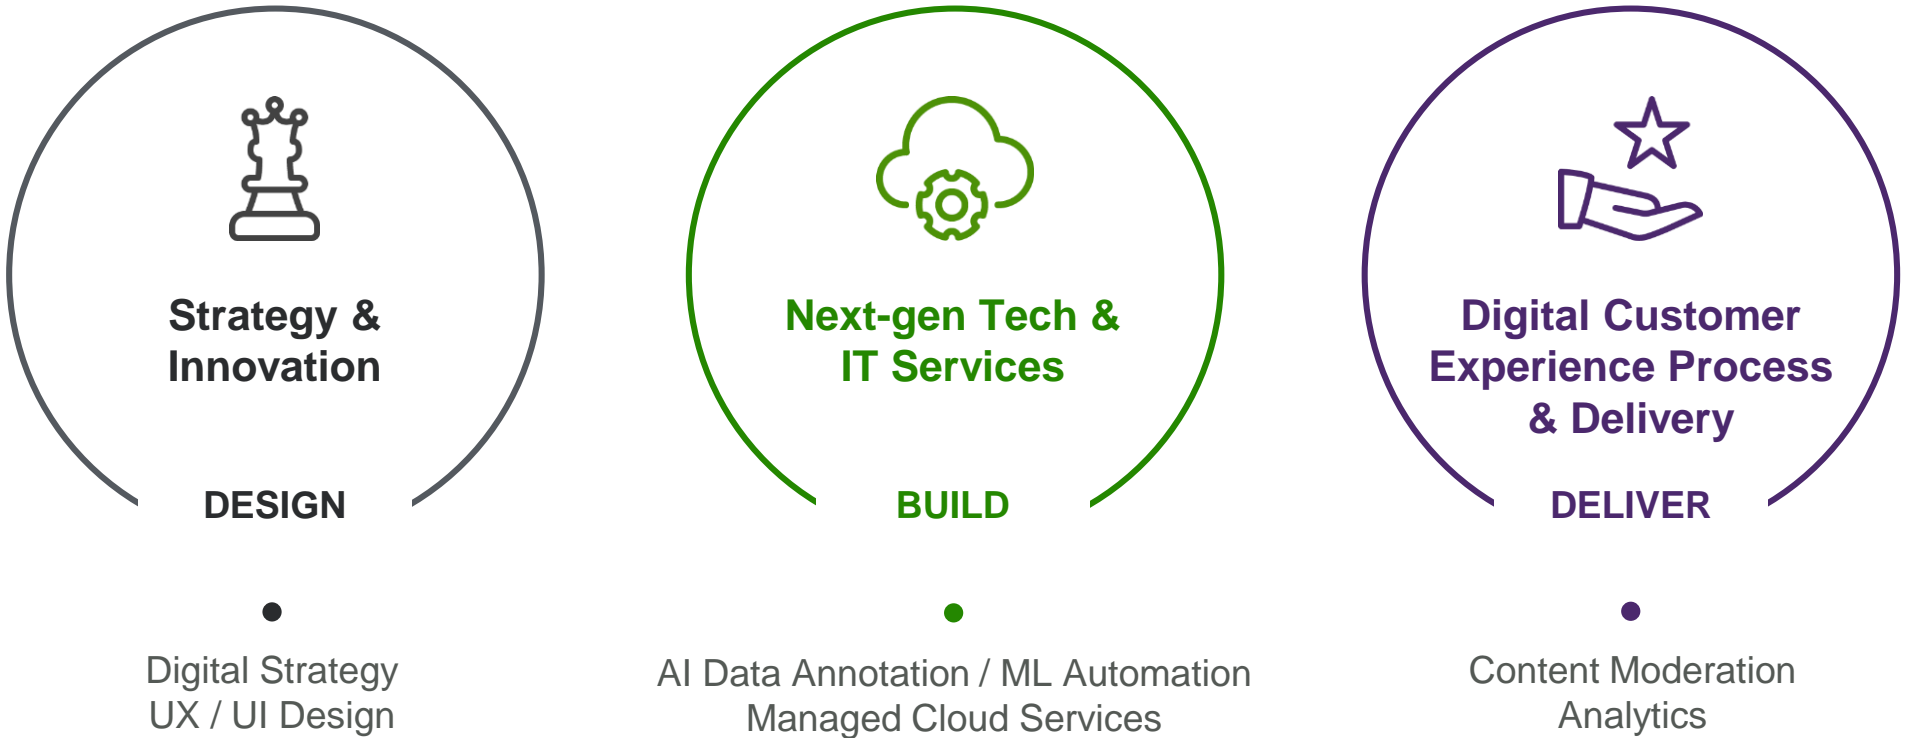 Strategy &
Innovation
DESIGN
Digital Strategy
UX / UI Design
Next-gen Tech &
IT Services
BUILD
AI Data Annotation / ML Automation
Managed Cloud Services
Digital Customer
Experience Process
& Delivery
DELIVER
Content Moderation
Analytics